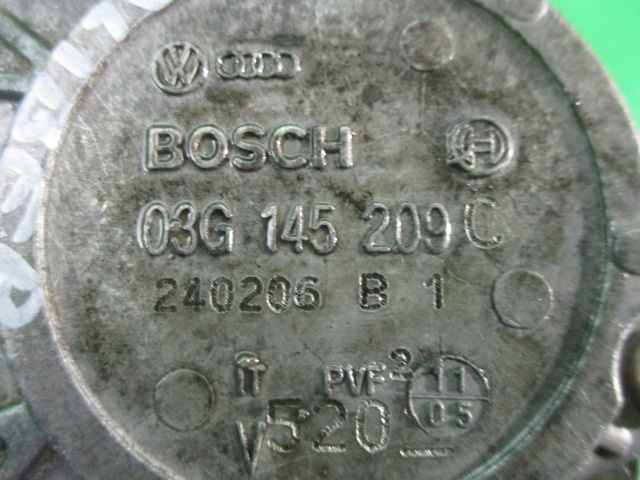 BOSCH
03G 145 209 C
240206 B 1
IT PVF2 11
05
V520